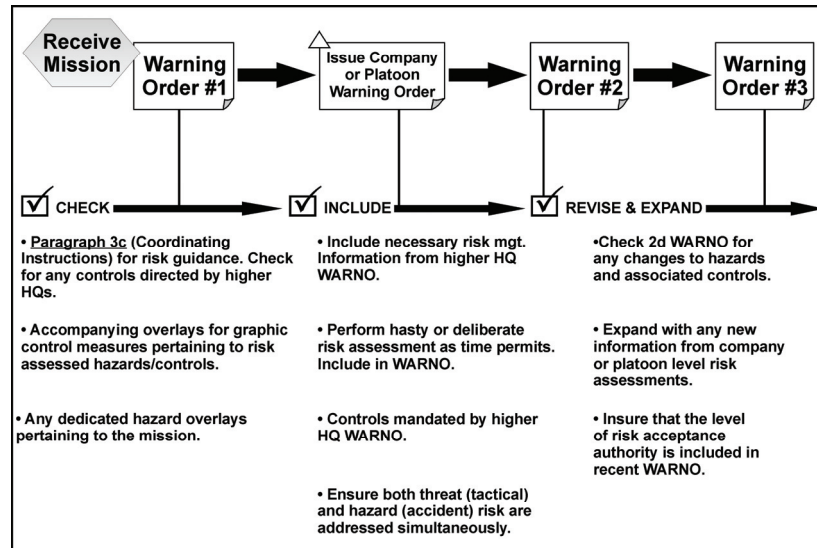 Receive
Mission
Warning
Order #1
Issue Company
or Platoon
Warning Order
Warning
Order #2
Warning
Order #3
CHECK
INCLUDE
REVISE & EXPAND
• Paragraph 3c (Coordinating
Instructions) for risk guidance. Check
for any controls directed by higher
HQs.
• Accompanying overlays for graphic
control measures pertaining to risk
assessed hazards/controls.
• Any dedicated hazard overlays
pertaining to the mission.
• Include necessary risk mgt.
Information from higher HQ
WARNO.
• Perform hasty or deliberate
risk assessment as time permits.
Include in WARNO.
• Controls mandated by higher
HQ WARNO.
• Ensure both threat (tactical)
and hazard (accident) risk are
addressed simultaneously.
•Check 2d WARNO for
any changes to hazards
and associated controls.
• Expand with any new
information from company
or platoon level risk
assessments.
• Insure that the level
of risk acceptance
authority is included in
recent WARNO.